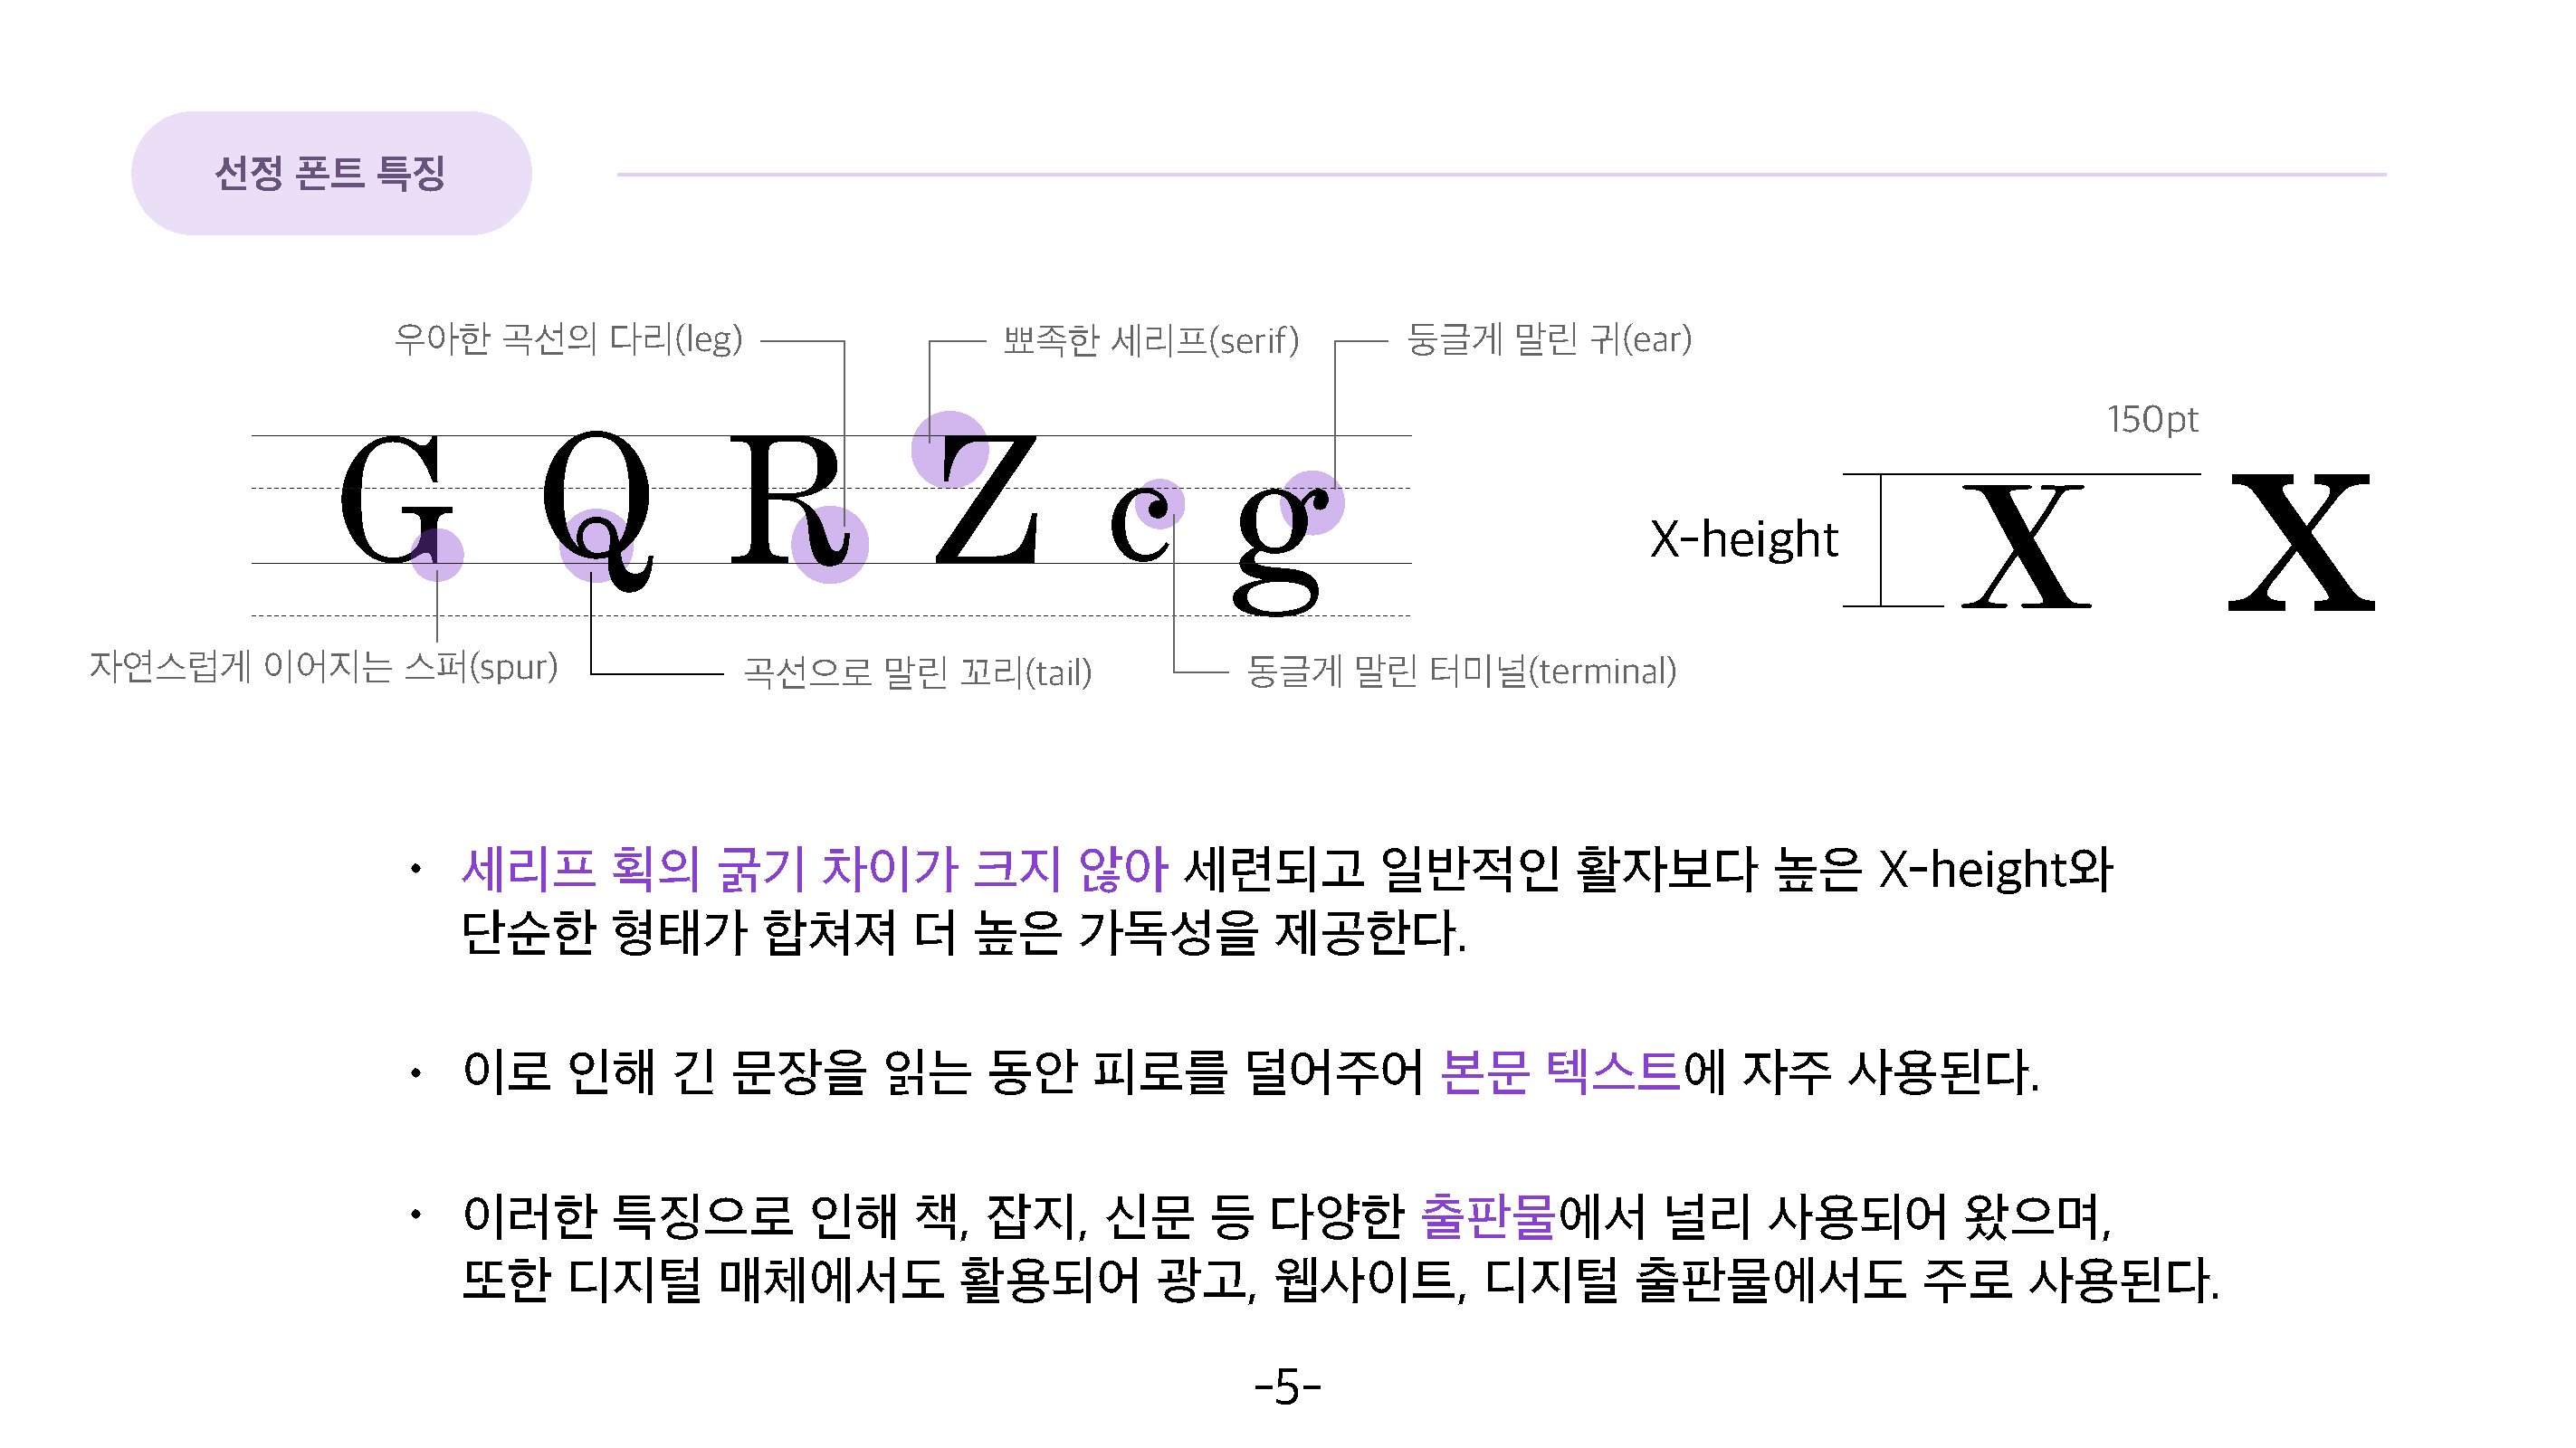 선정 폰트 특징
우아한 곡선의 다리(leg)
뾰족한 세리프(serif)
둥글게 말린 귀(ear)
150pt
G Q R Z c g
X-height
x x
자연스럽게 이어지는 스퍼(spur)
곡선으로 말린 꼬리(tail)
동글게 말린 터미널(terminal)
• 세리프 획의 굵기 차이가 크지 않아 세련되고 일반적인 활자보다 높은 X-height와
단순한 형태가 합쳐져 더 높은 가독성을 제공한다.
• 이로 인해 긴 문장을 읽는 동안 피로를 덜어주어 본문 텍스트에 자주 사용된다.
• 이러한 특징으로 인해 책, 잡지, 신문 등 다양한 출판물에서 널리 사용되어 왔으며,
또한 디지털 매체에서도 활용되어 광고, 웹사이트, 디지털 출판물에서도 주로 사용된다.
-5-